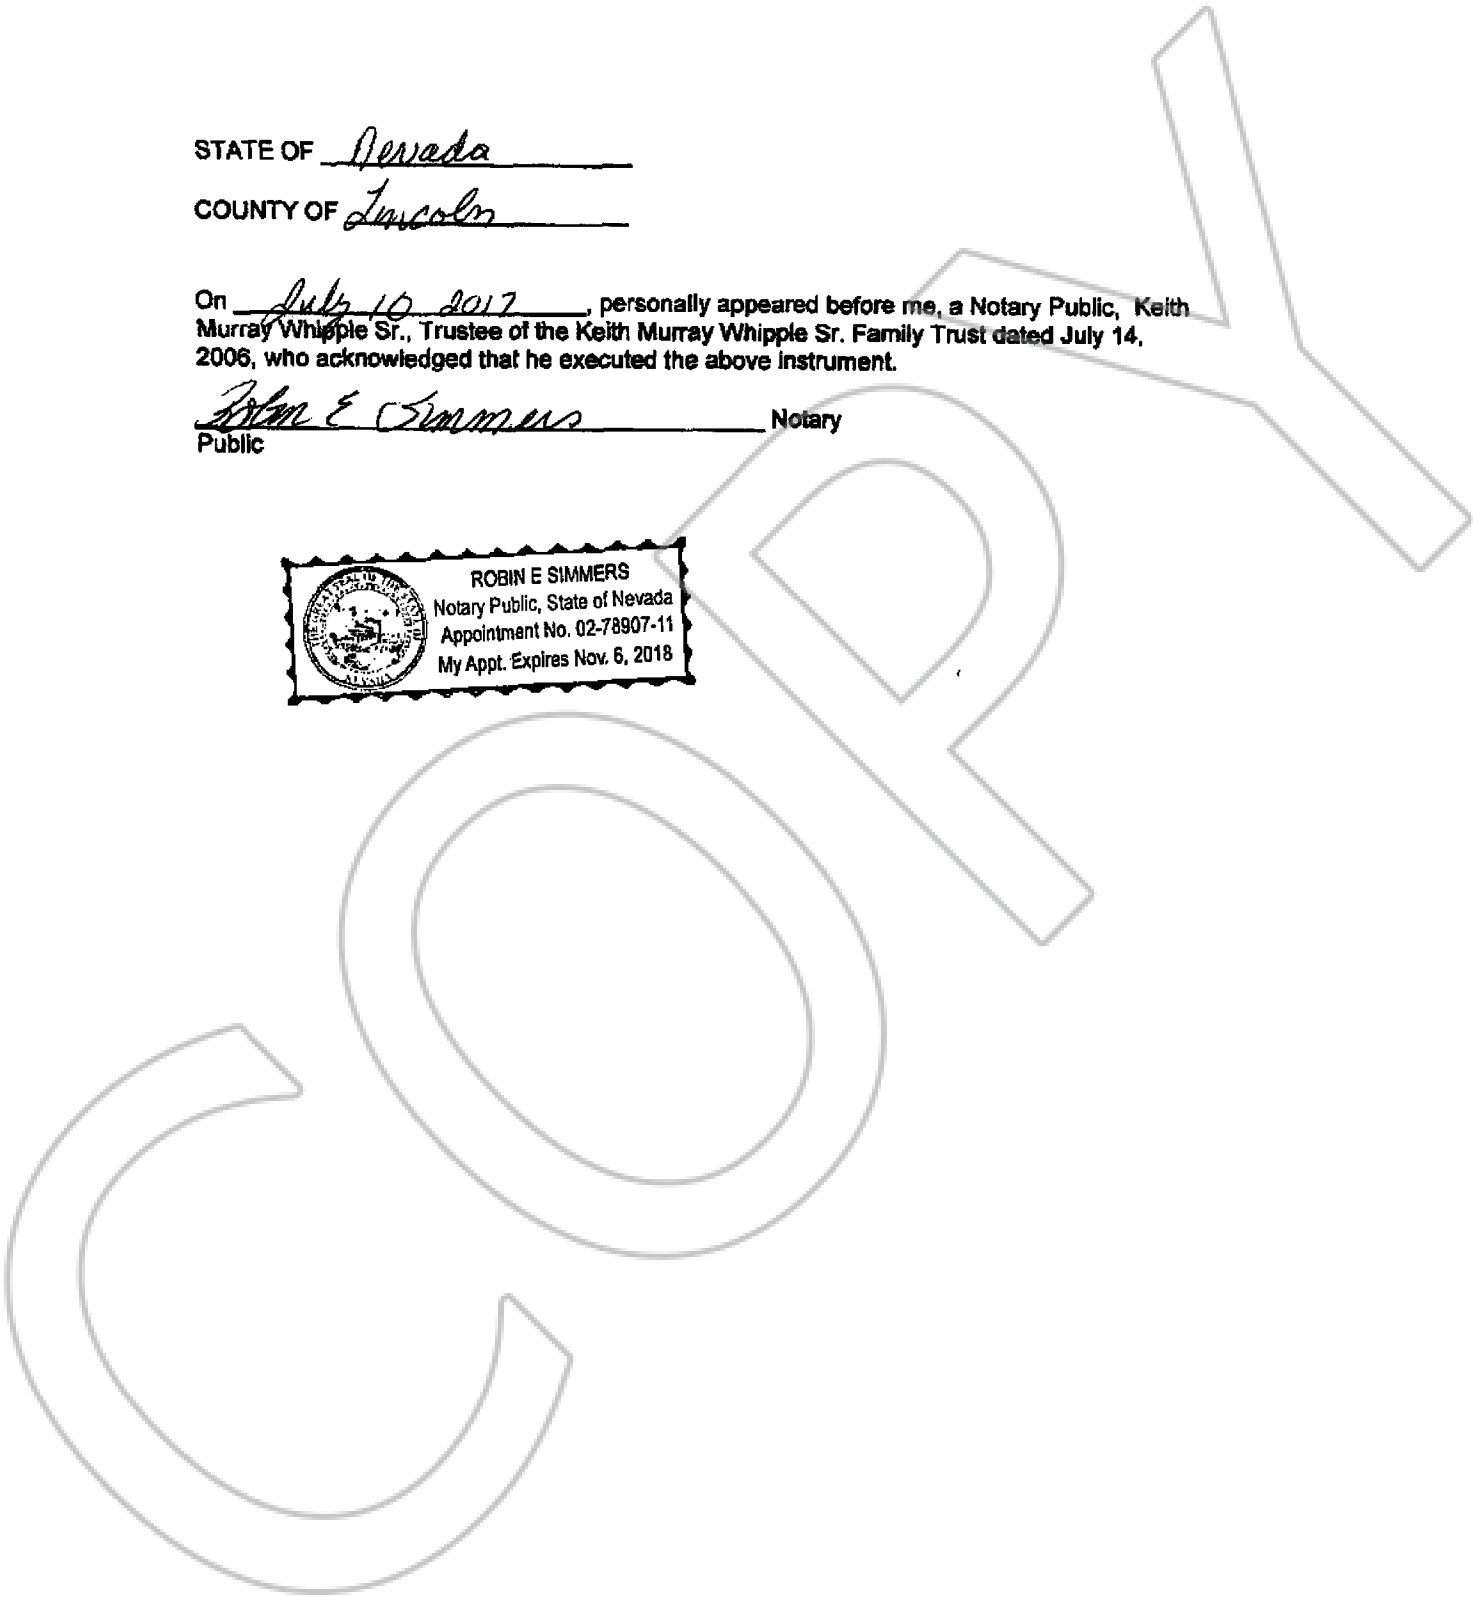 STATE OF Nevada
COUNTY OF Lincoln
On July 10 2017, personally appeared before me, a Notary Public, Keith
Murray Whipple Sr., Trustee of the Keith Murray Whipple Sr. Family Trust dated July 14,
2006, who acknowledged that he executed the above instrument.
Robin E Simmers Notary
Public
ROBIN E SIMMERS
Notary Public, State of Nevada
Appointment No. 02-78907-11
My Appt. Expires Nov. 6, 2018
COPY